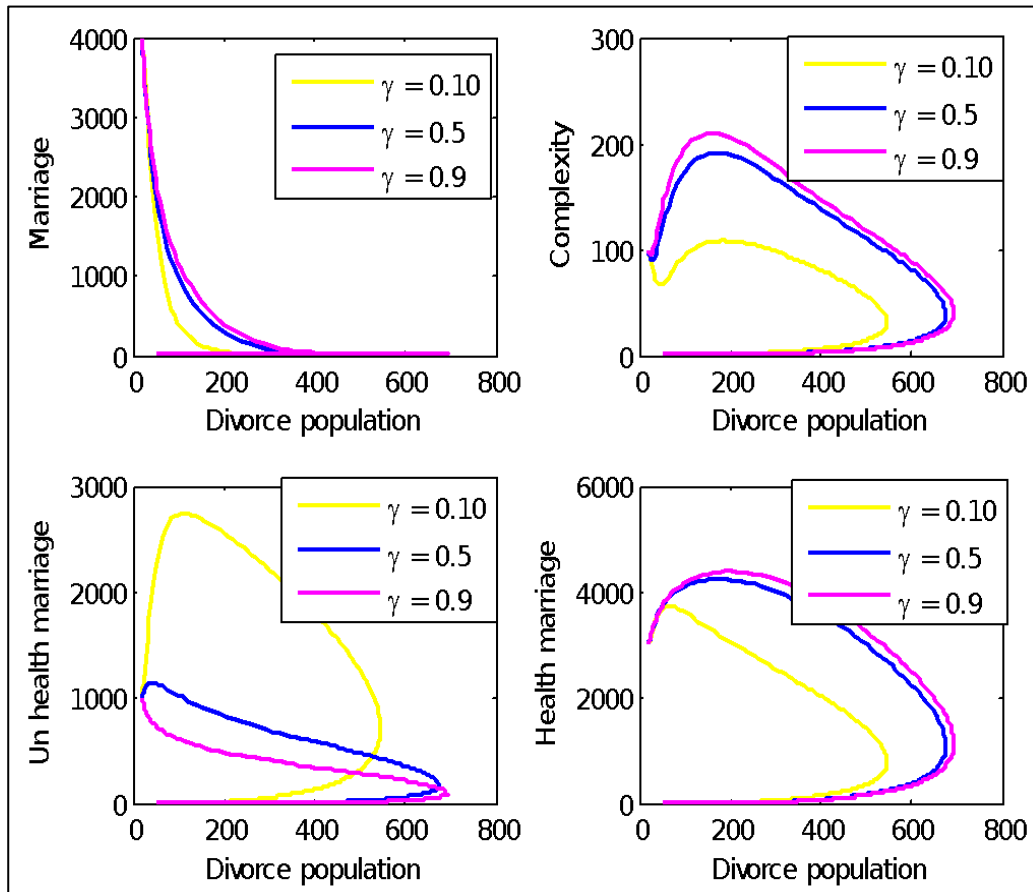 4000
3000
2000
1000
0
0 200 400 600 800
Marriage
Divorce population
γ = 0.10
γ = 0.5
γ = 0.9
300
200
100
0
0 200 400 600 800
Complexity
Divorce population
γ = 0.10
γ = 0.5
γ = 0.9
3000
2000
1000
0
0 200 400 600 800
Un health marriage
Divorce population
γ = 0.10
γ = 0.5
γ = 0.9
6000
4000
2000
0
0 200 400 600 800
Health marriage
Divorce population
γ = 0.10
γ = 0.5
γ = 0.9